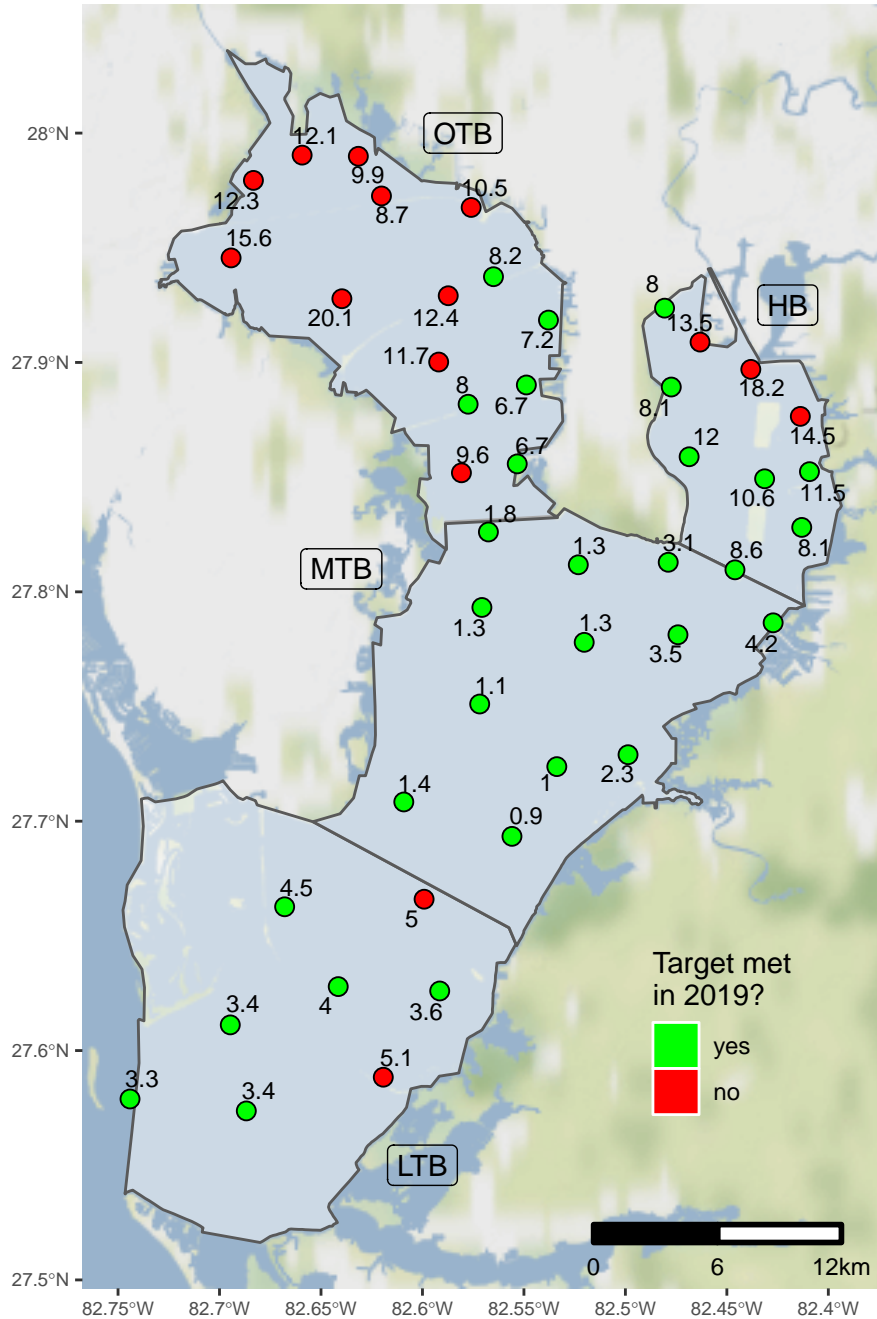 28°N
27.9°N
27.8°N
27.7°N
27.6°N
27.5°N
82.75°W
82.7°W
82.65°W
82.6°W
82.55°W
82.5°W
82.45°W
82.4°W
OTB
12.1
9.9
12.3
8.7
10.5
15.6
8.2
20.1
12.4
7.2
11.7
8
6.7
9.6
6.7
HB
8
13.5
18.2
8.1
14.5
12
10.6
11.5
8.1
8.6
MTB
1.8
1.3
3.1
1.3
1.3
3.5
4.2
1.1
1.4
1
2.3
0.9
4.5
5
4
3.6
3.4
5.1
3.3
3.4
LTB
Target met
in 2019?
yes
no
0 6 12km